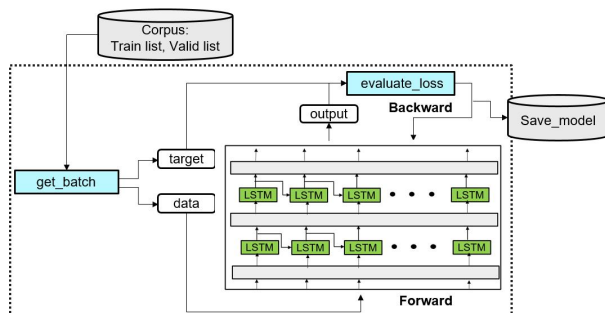 Corpus:
Train list, Valid list
evaluate_loss
Backward
output
Save_model
target
get_batch
data
LSTM LSTM LSTM • • • LSTM
LSTM LSTM LSTM • • • LSTM
Forward